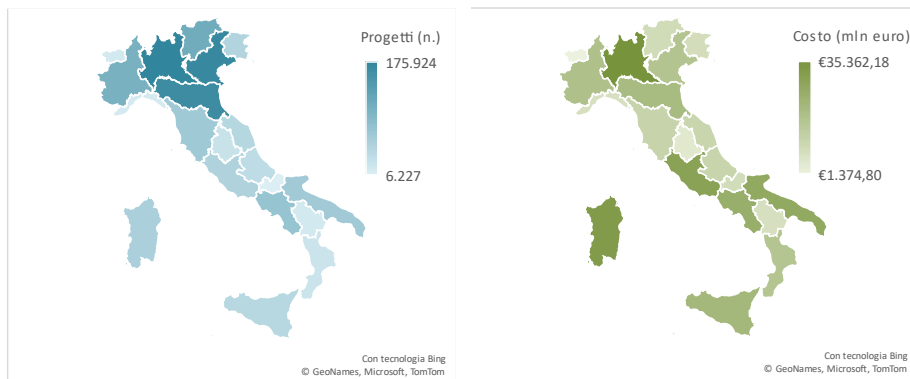 Progetti (n.)
175.924
6.227
Con tecnologia Bing
© GeoNames, Microsoft, TomTom
Costo (mln euro)
€35.362,18
€1.374,80
Con tecnologia Bing
© GeoNames, Microsoft, TomTom